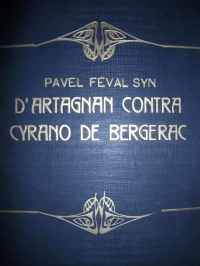 PAVEL FÉVAL SYN
D'ARTAGNAN CONTRA
CYRANO DE BERGERAC